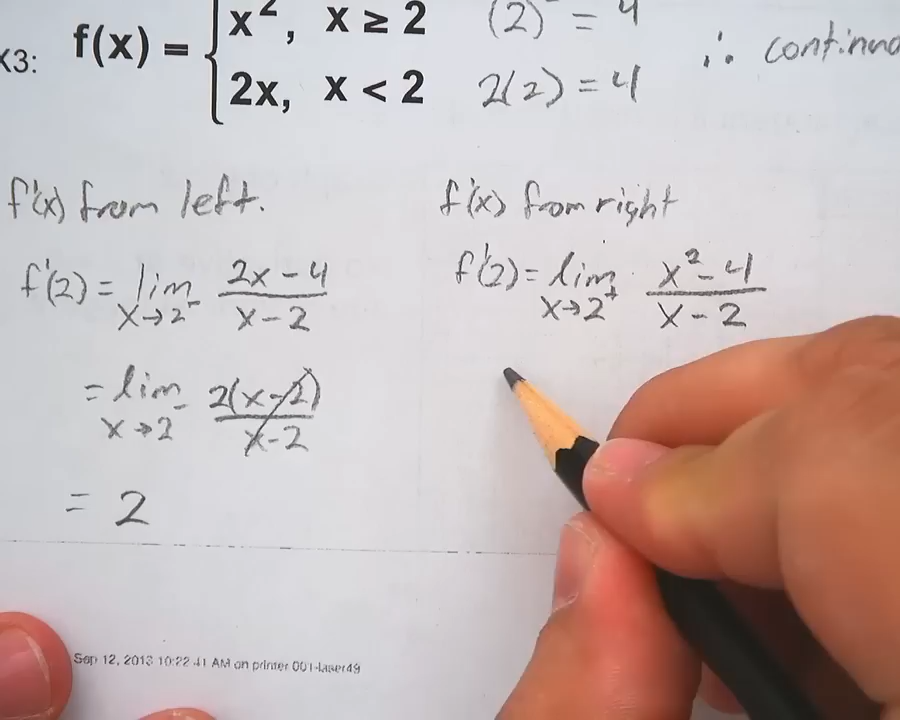 x², x ≥ 2
(2) = 4
x3: f(x) =
∴ continuo
2x, x < 2
2(2) = 4
f'(x) from left.
f'(x) from right
f'(2) = lim x→2⁻ (2x-4)/(x-2)
f'(2) = lim x→2⁺ (x²-4)/(x-2)
= lim x→2⁻ 2(x-2)/(x-2)
= 2
Sep 12, 2013 10:22:41 AM on printer 001-laser49